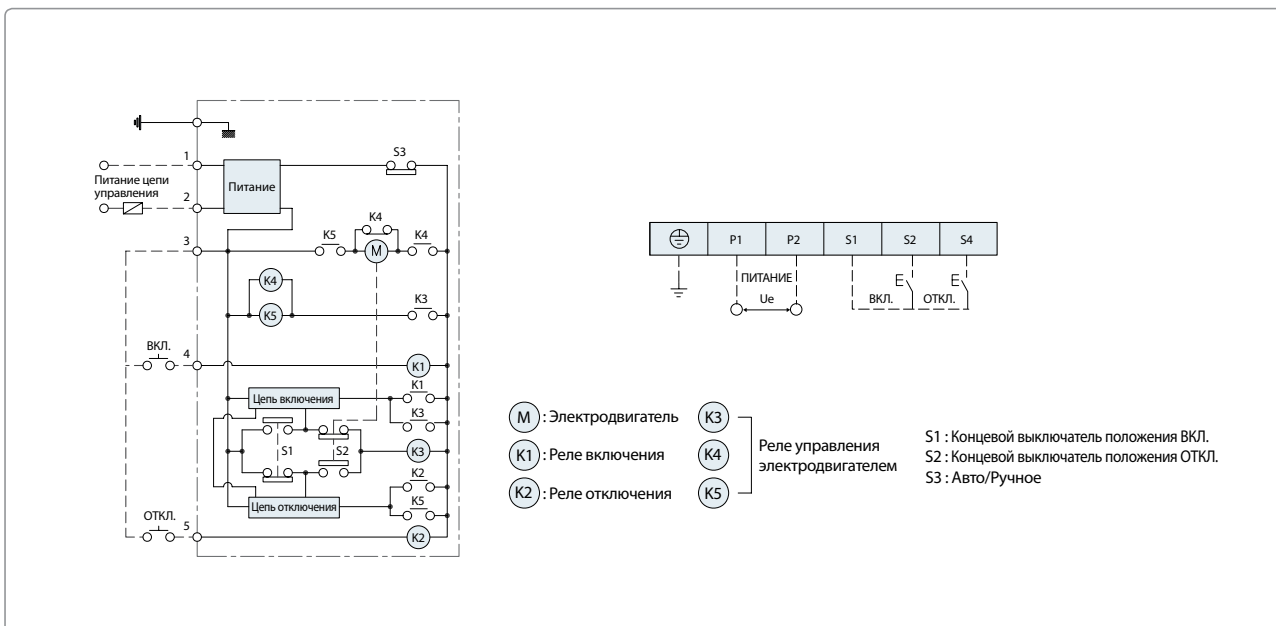 S3
1
Питание цепи
управления
2
Питание
3
K5
K4
M
K4
K4
K5
K3
ВКЛ.
4
K1
K1
Цепь включения
K3
S1
S2
K3
K2
Цепь отключения
K5
ОТКЛ.
5
K2
P1
P2
S1
S2
S4
ПИТАНИЕ
Ue
ВКЛ.
ОТКЛ.
M : Электродвигатель
K1 : Реле включения
K2 : Реле отключения
K3
K4
K5
Реле управления
электродвигателем
S1 : Концевой выключатель положения ВКЛ.
S2 : Концевой выключатель положения ОТКЛ.
S3 : Авто/Ручное